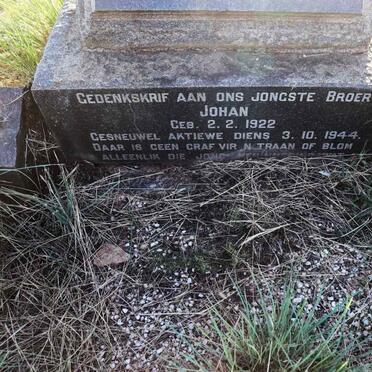 GEDENKSKRIF AAN ONS JONGSTE BROER
JOHAN
GEB. 2. 2. 1922
GESNEUWEL AKTIEWE DIENS 3. 10. 1944.
DAAR IS GEEN GRAF VIR 'N TRAAN OF BLOM
ALLEENLIK DIE JONG